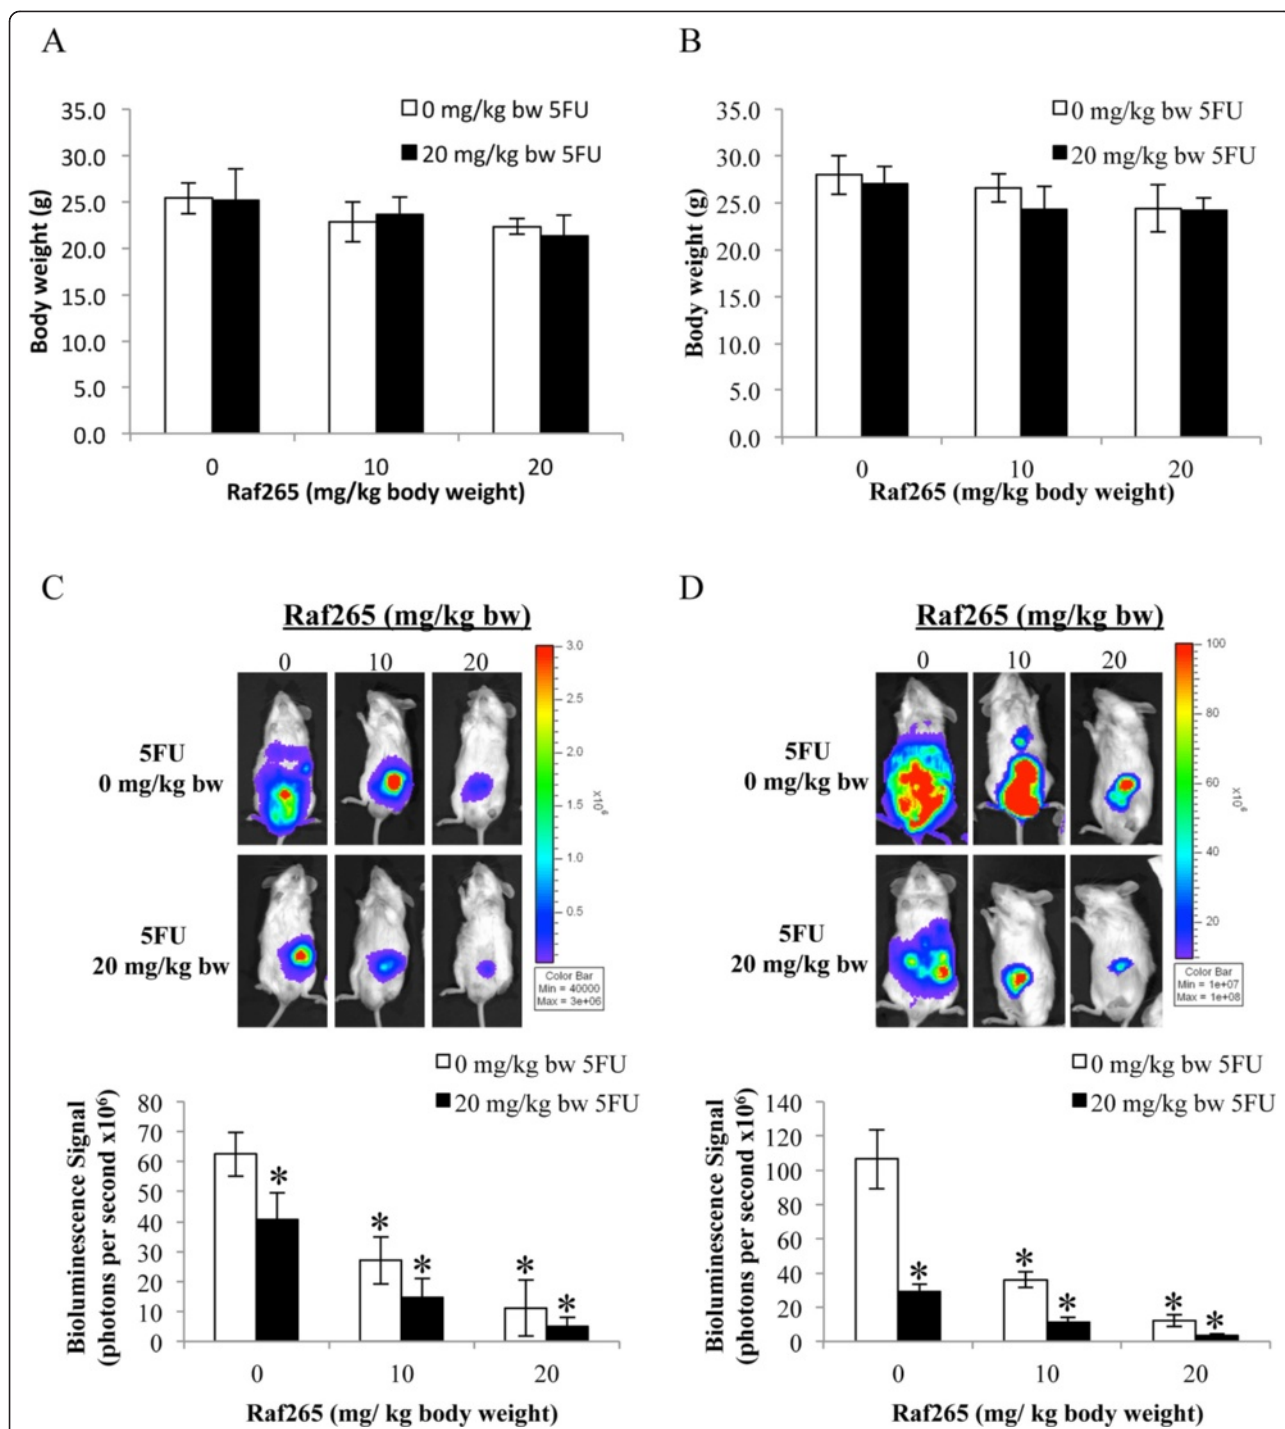 A
35.0
30.0
25.0
20.0
15.0
10.0
5.0
0.0
Body weight (g)
0 mg/kg bw 5FU
20 mg/kg bw 5FU
0 10 20
Raf265 (mg/kg body weight)
B
35.0
30.0
25.0
20.0
15.0
10.0
5.0
0.0
Body weight (g)
0 mg/kg bw 5FU
20 mg/kg bw 5FU
0 10 20
Raf265 (mg/kg body weight)
C
Raf265 (mg/kg bw)
0 10 20
5FU
0 mg/kg bw
5FU
20 mg/kg bw
3.0
2.5
2.0
1.5
1.0
0.5
x10⁶
Color Bar
Min = 40000
Max = 3e+06
0 mg/kg bw 5FU
20 mg/kg bw 5FU
80
70
60
50
40
30
20
10
0
Bioluminescence Signal
(photons per second x10⁶)
*
* *
* *
0 10 20
Raf265 (mg/ kg body weight)
D
Raf265 (mg/kg bw)
0 10 20
5FU
0 mg/kg bw
5FU
20 mg/kg bw
100
80
60
40
20
x10⁶
Color Bar
Min = 1e+07
Max = 1e+08
0 mg/kg bw 5FU
20 mg/kg bw 5FU
140
120
100
80
60
40
20
0
Bioluminescence Signal
(photons per second x10⁶)
*
* *
* *
0 10 20
Raf265 (mg/ kg body weight)